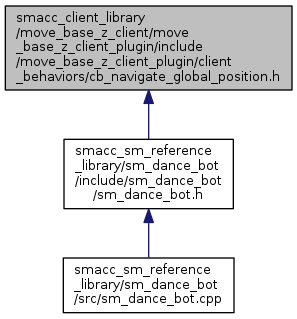 smacc_client_library
/move_base_z_client/move
_base_z_client_plugin/include
/move_base_z_client_plugin/client
_behaviors/cb_navigate_global_position.h
smacc_sm_reference
_library/sm_dance_bot
/include/sm_dance_bot
/sm_dance_bot.h
smacc_sm_reference
_library/sm_dance_bot
/src/sm_dance_bot.cpp